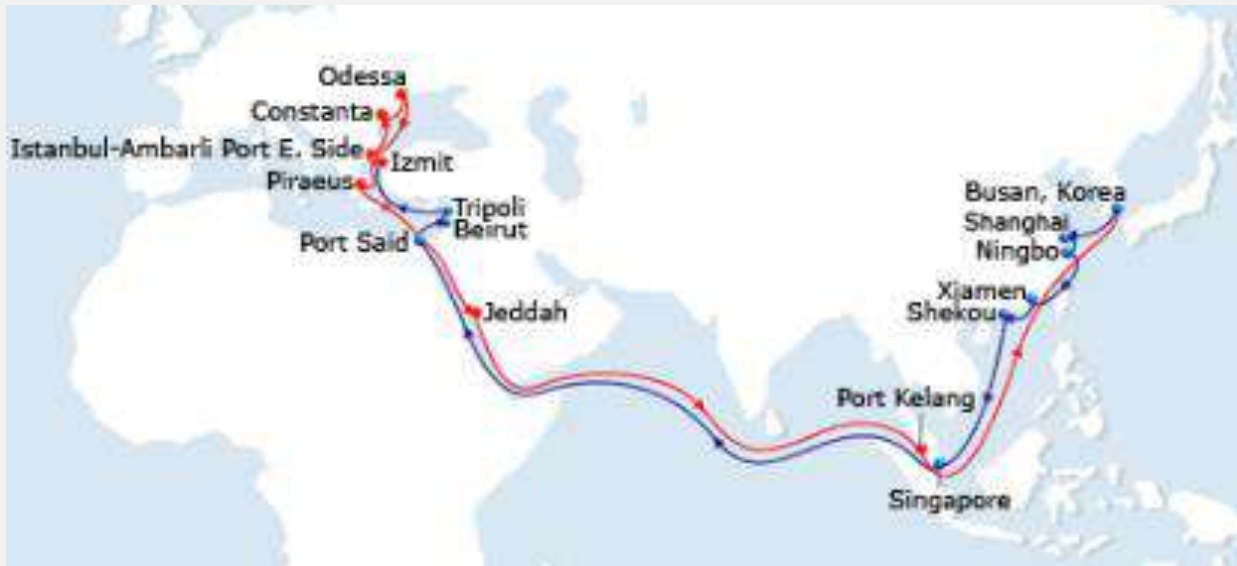 Odessa
Constanta
Istanbul-Ambarli Port E. Side
Izmit
Piraeus
Tripoli
Beirut
Port Said
Jeddah
Busan, Korea
Shanghai
Ningbo
Xiamen
Shekou
Port Kelang
Singapore